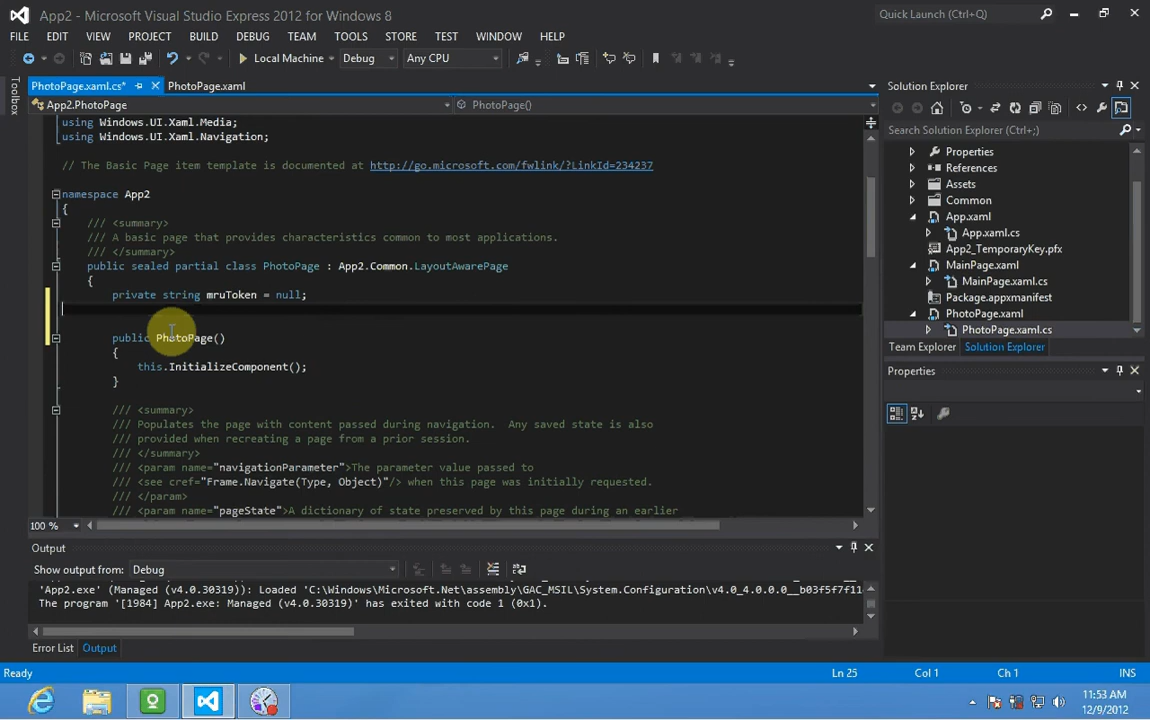 App2 - Microsoft Visual Studio Express 2012 for Windows 8
Quick Launch (Ctrl+Q)
FILE EDIT VIEW PROJECT BUILD DEBUG TEAM TOOLS STORE TEST WINDOW HELP
Local Machine Debug Any CPU
Toolbox
PhotoPage.xaml.cs* PhotoPage.xaml
App2.PhotoPage PhotoPage()
using Windows.UI.Xaml.Media;
using Windows.UI.Xaml.Navigation;
// The Basic Page item template is documented at http://go.microsoft.com/fwlink/?LinkId=234237
namespace App2
{
/// <summary>
/// A basic page that provides characteristics common to most applications.
/// </summary>
public sealed partial class PhotoPage : App2.Common.LayoutAwarePage
{
private string mruToken = null;
public PhotoPage()
{
this.InitializeComponent();
}
/// <summary>
/// Populates the page with content passed during navigation.  Any saved state is also
/// provided when recreating a page from a prior session.
/// </summary>
/// <param name="navigationParameter">The parameter value passed to
/// <see cref="Frame.Navigate(Type, Object)"/> when this page was initially requested.
/// </param>
/// <param name="pageState">A dictionary of state preserved by this page during an earlier
100 %
Solution Explorer
Search Solution Explorer (Ctrl+;)
Properties
References
Assets
Common
App.xaml
App.xaml.cs
App2_TemporaryKey.pfx
MainPage.xaml
MainPage.xaml.cs
Package.appxmanifest
PhotoPage.xaml
PhotoPage.xaml.cs
Team Explorer Solution Explorer
Properties
Output
Show output from: Debug
'App2.exe' (Managed (v4.0.30319)): Loaded 'C:\Windows\Microsoft.Net\assembly\GAC_MSIL\System.Configuration\v4.0_4.0.0.0__b03f5f7f11
The program '[1984] App2.exe: Managed (v4.0.30319)' has exited with code 1 (0x1).
Error List Output
Ready Ln 25 Col 1 Ch 1 INS
11:53 AM
12/9/2012